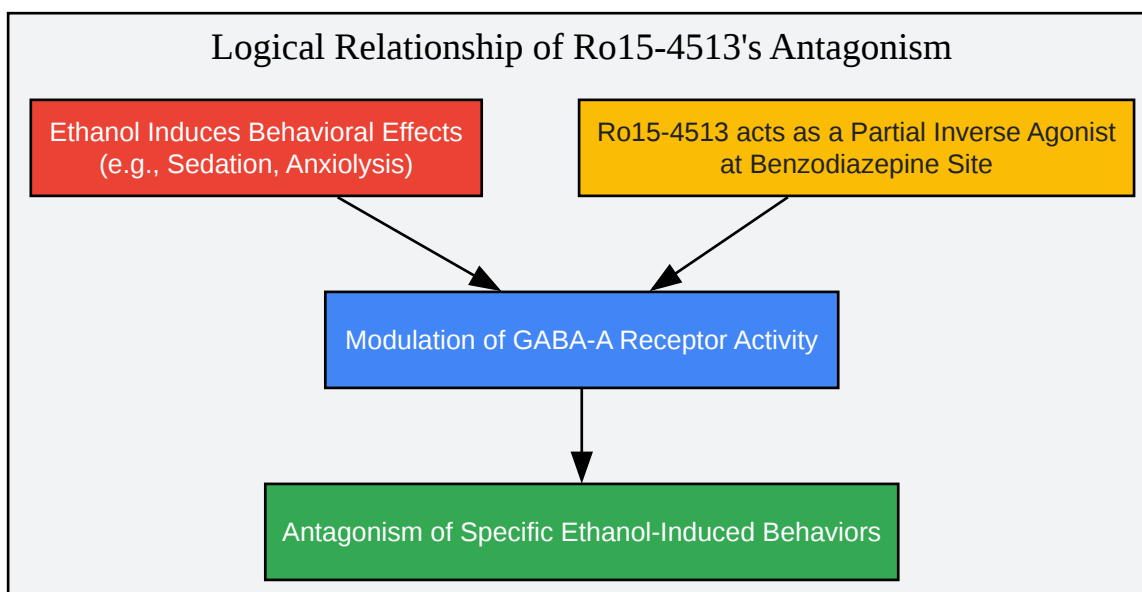 Logical Relationship of Ro15-4513's Antagonism
Ethanol Induces Behavioral Effects
(e.g., Sedation, Anxiolysis)
Ro15-4513 acts as a Partial Inverse Agonist
at Benzodiazepine Site
Modulation of GABA-A Receptor Activity
Antagonism of Specific Ethanol-Induced Behaviors